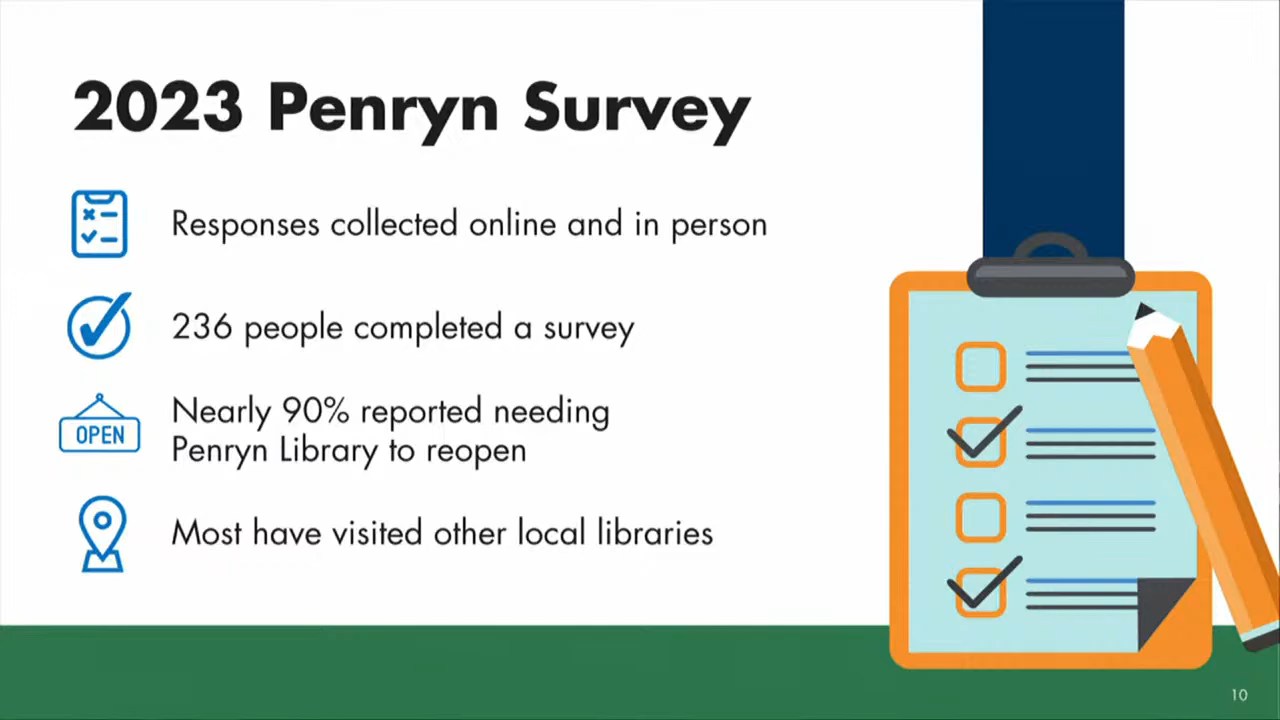 2023 Penryn Survey
Responses collected online and in person
236 people completed a survey
Nearly 90% reported needing
Penryn Library to reopen
OPEN
Most have visited other local libraries
10